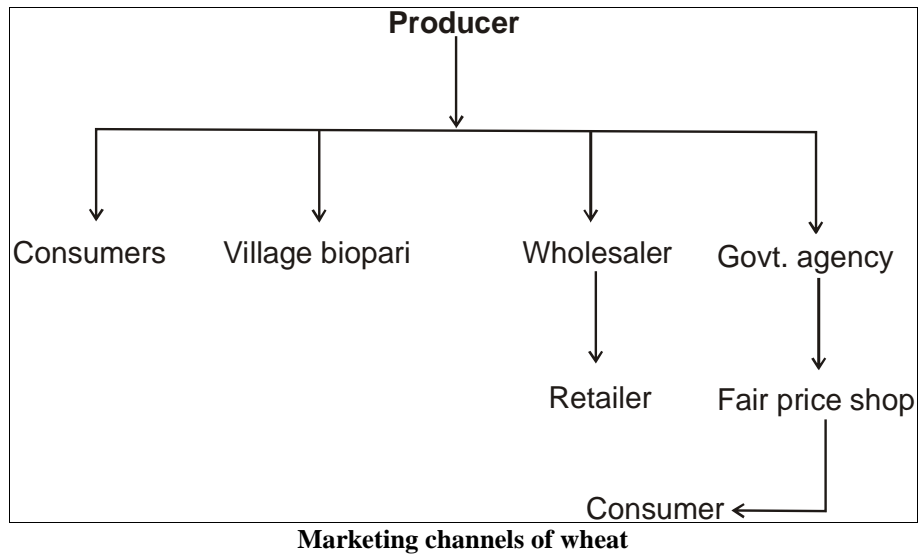 Producer
Consumers Village biopari Wholesaler Govt. agency
Retailer Fair price shop
Consumer
Marketing channels of wheat